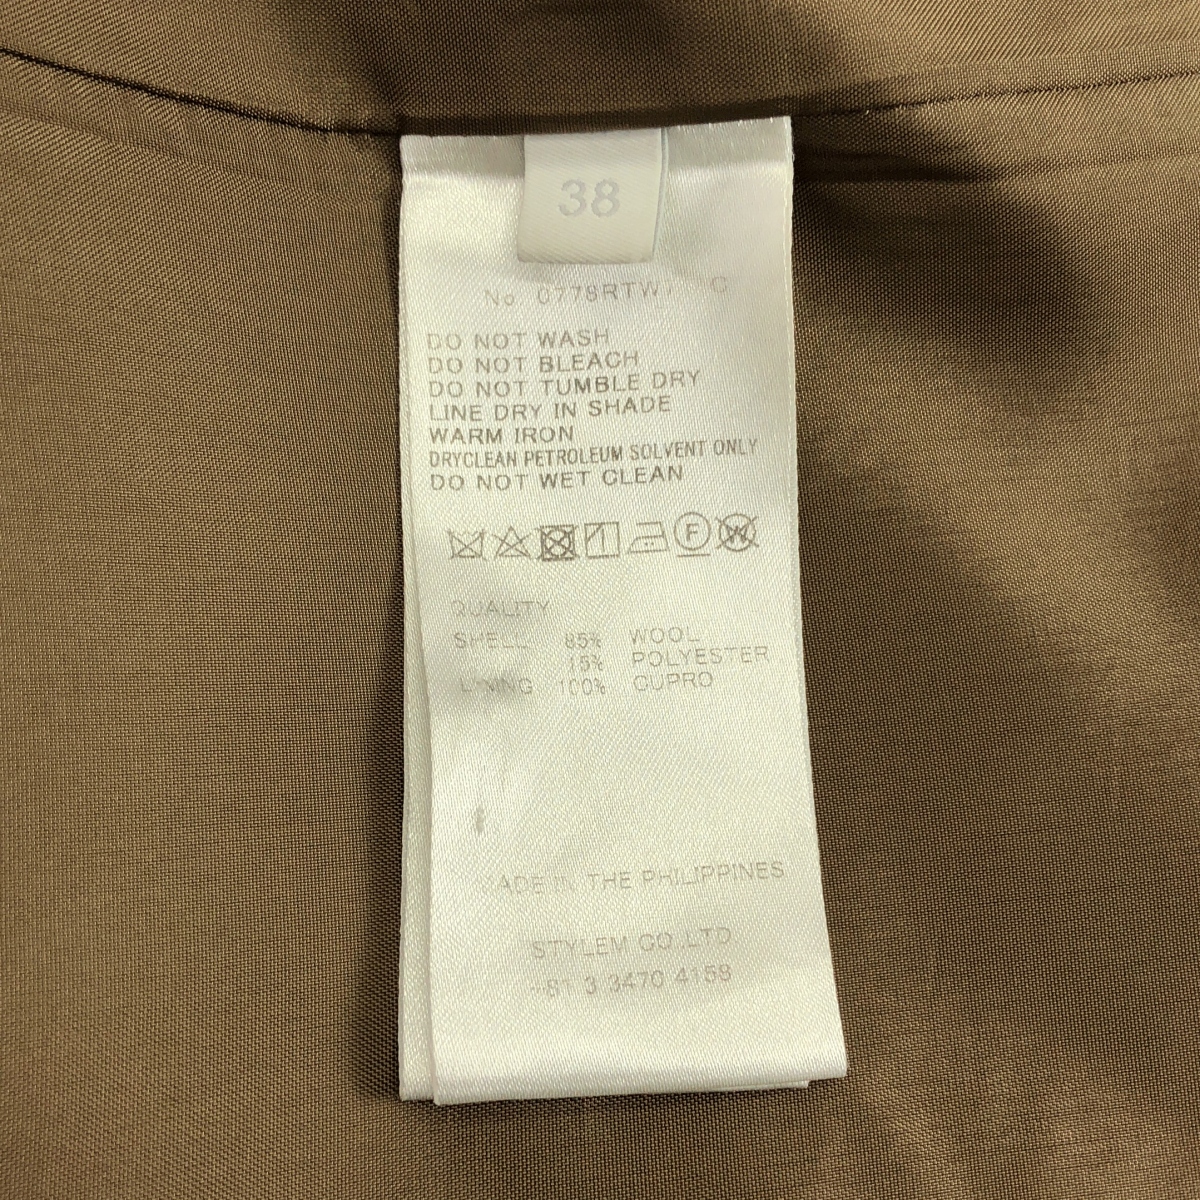 38
No.
DO NOT WASH
DO NOT BLEACH
DO NOT TUMBLE DRY
LINE DRY IN SHADE
WARM IRON
DRYCLEAN PETROLEUM SOLVENT ONLY
DO NOT WET CLEAN
F W
QUALITY
SHELL 85% WOOL
15% POLYESTER
LINING 100% CUPRO
MADE IN THE PHILIPPINES
STYLEM CO.,LTD
+81 3 3470 4158